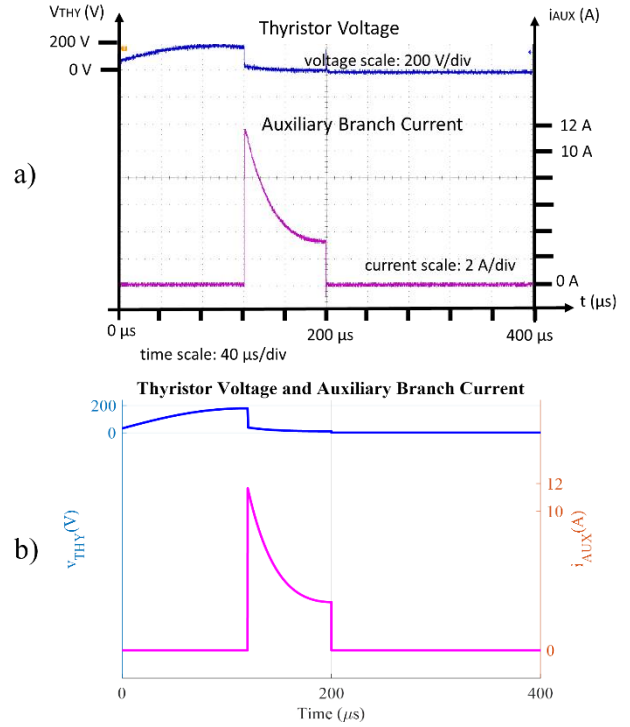 VTHY
iAUX (A)
Thyristor Voltage
200 V
voltage scale: 200 V/div
0 V
Auxiliary Branch Current
12 A
10 A
a)
current scale: 2 A/div
0 A
t (µs)
0 µs
200 µs
400 µs
time scale: 40 µs/div
Thyristor Voltage and Auxiliary Branch Current
200
0
12
10
b)
vTHY(V)
iAUX(A)
0
0
200
400
Time (µs)